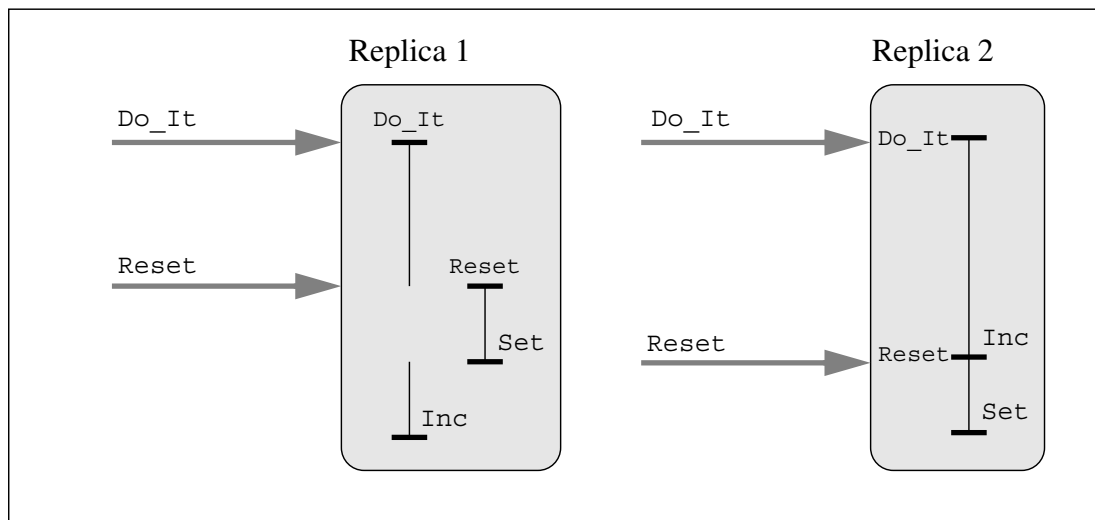 Replica 1
Do_It
Do_It
Reset
Reset
Set
Inc
Replica 2
Do_It
Do_It
Inc
Reset
Reset
Set